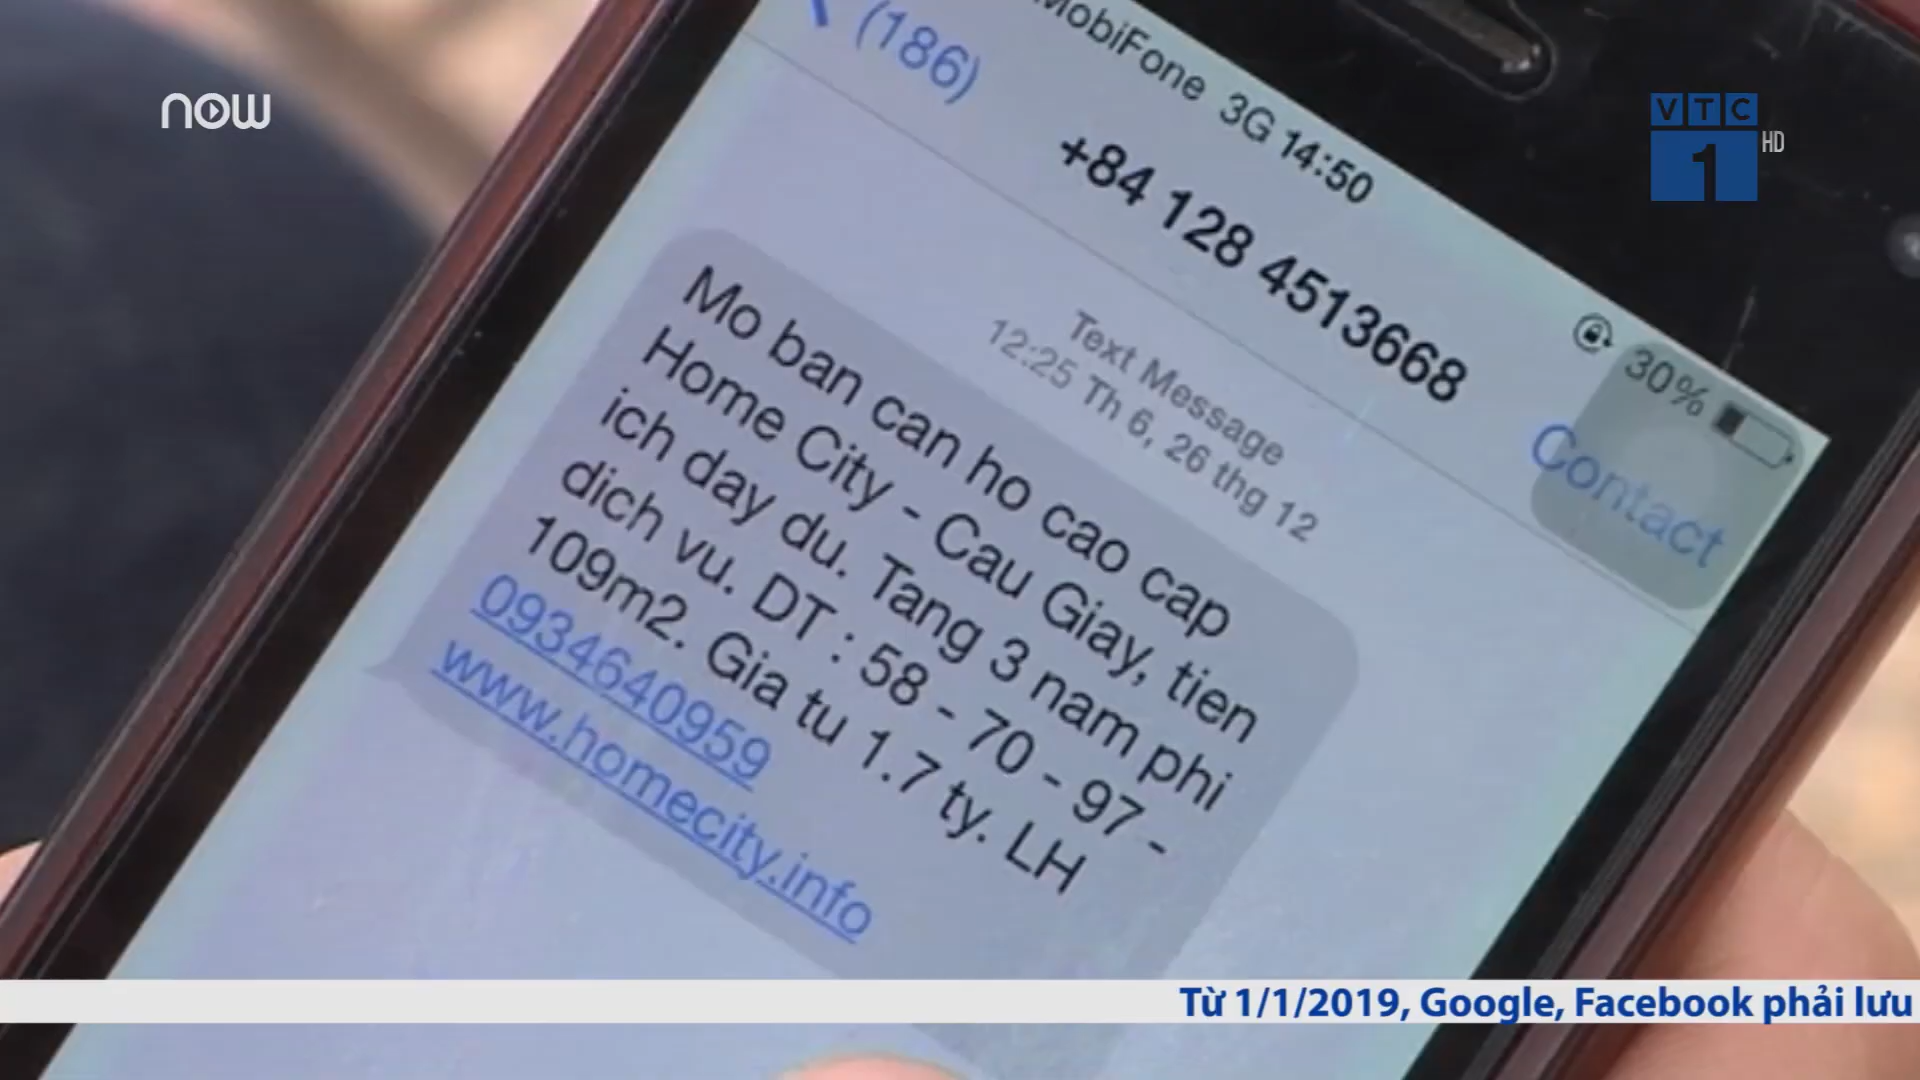 now
VTC
1
HD
MobiFone 3G 14:50
30%
(186)
+84 128 4513668
Contact
Text Message
12:25 Th 6, 26 thg 12
Mo ban can ho cao cap
Home City - Cau Giay, tien
ich day du. Tang 3 nam phi
dich vu. DT : 58 - 70 - 97 -
109m2. Gia tu 1.7 ty. LH
0934640959
www.homecity.info
Từ 1/1/2019, Google, Facebook phải lưu